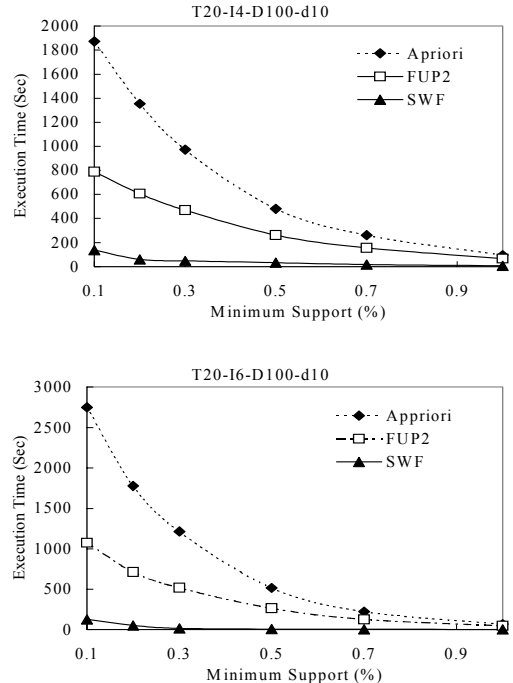 T20-I4-D100-d10
2000
1800
1600
1400
1200
1000
800
600
400
200
0
Execution Time (Sec)
Apriori
FUP2
SWF
0.1 0.3 0.5 0.7 0.9
Minimum Support (%)
T20-I6-D100-d10
3000
2500
2000
1500
1000
500
0
Execution Time (Sec)
Appriori
FUP2
SWF
0.1 0.3 0.5 0.7 0.9
Minimum Support (%)